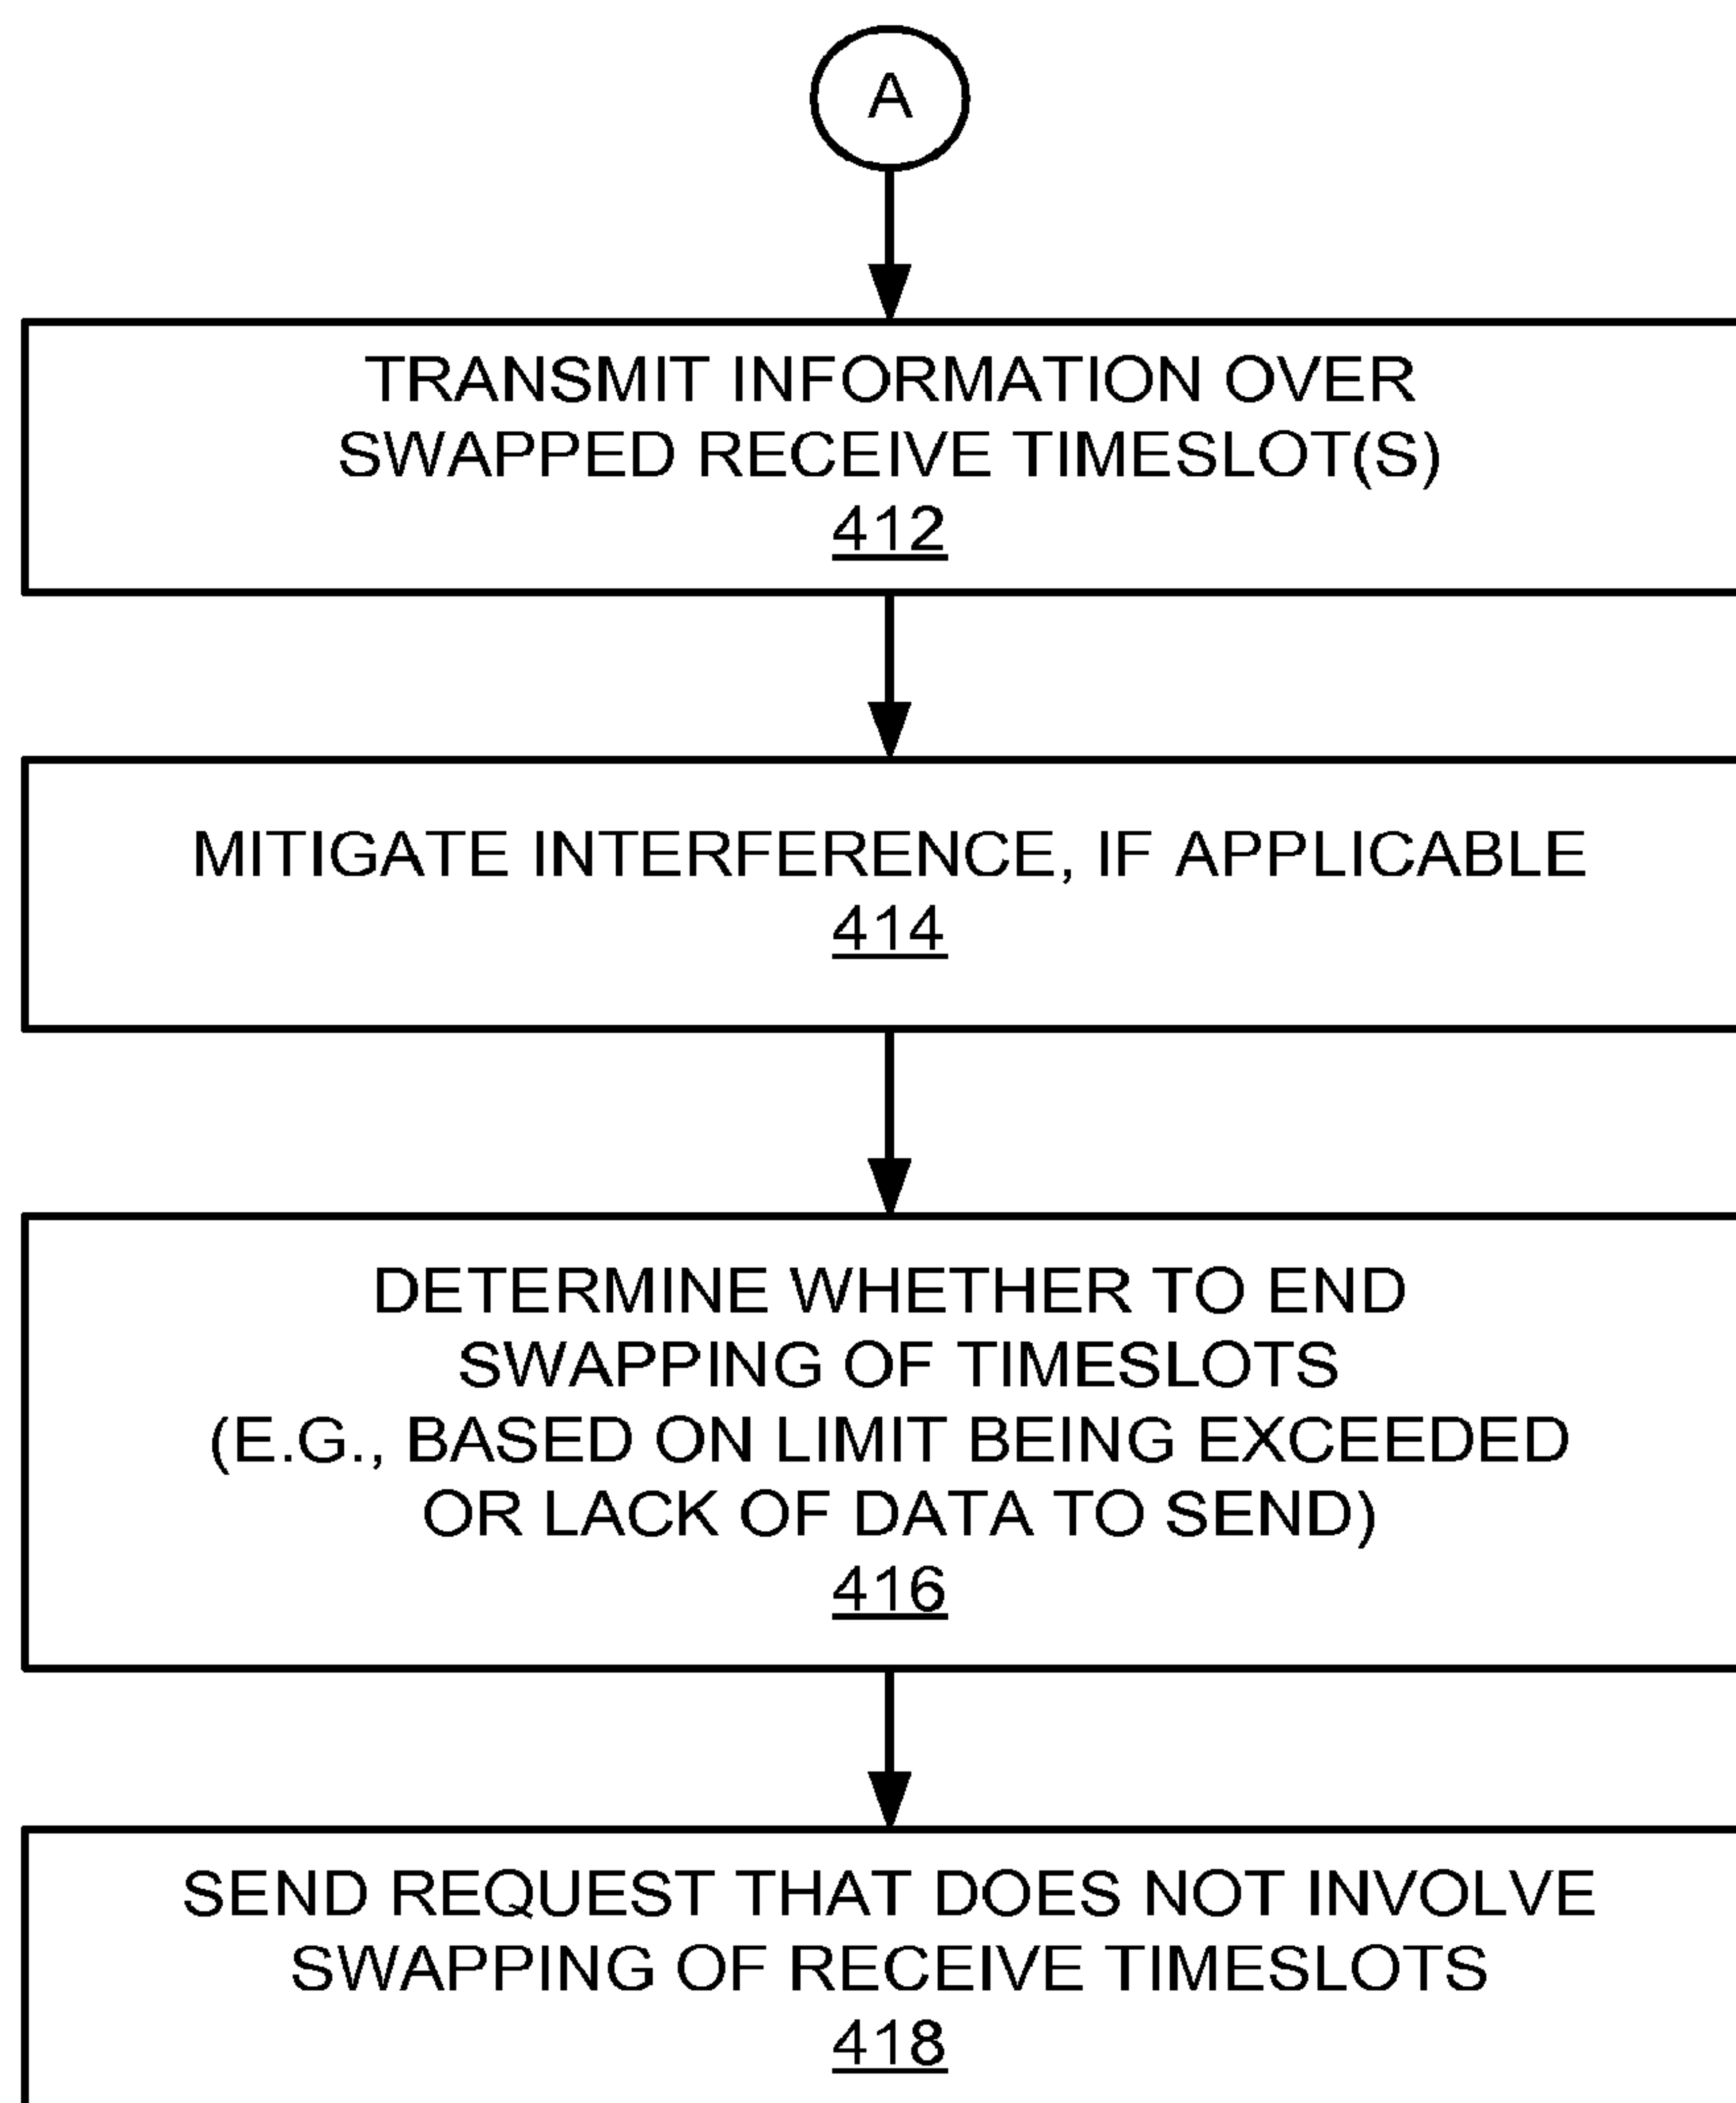 A
TRANSMIT INFORMATION OVER
SWAPPED RECEIVE TIMESLOT(S)
412
MITIGATE INTERFERENCE, IF APPLICABLE
414
DETERMINE WHETHER TO END
SWAPPING OF TIMESLOTS
(E.G., BASED ON LIMIT BEING EXCEEDED
OR LACK OF DATA TO SEND)
416
SEND REQUEST THAT DOES NOT INVOLVE
SWAPPING OF RECEIVE TIMESLOTS
418